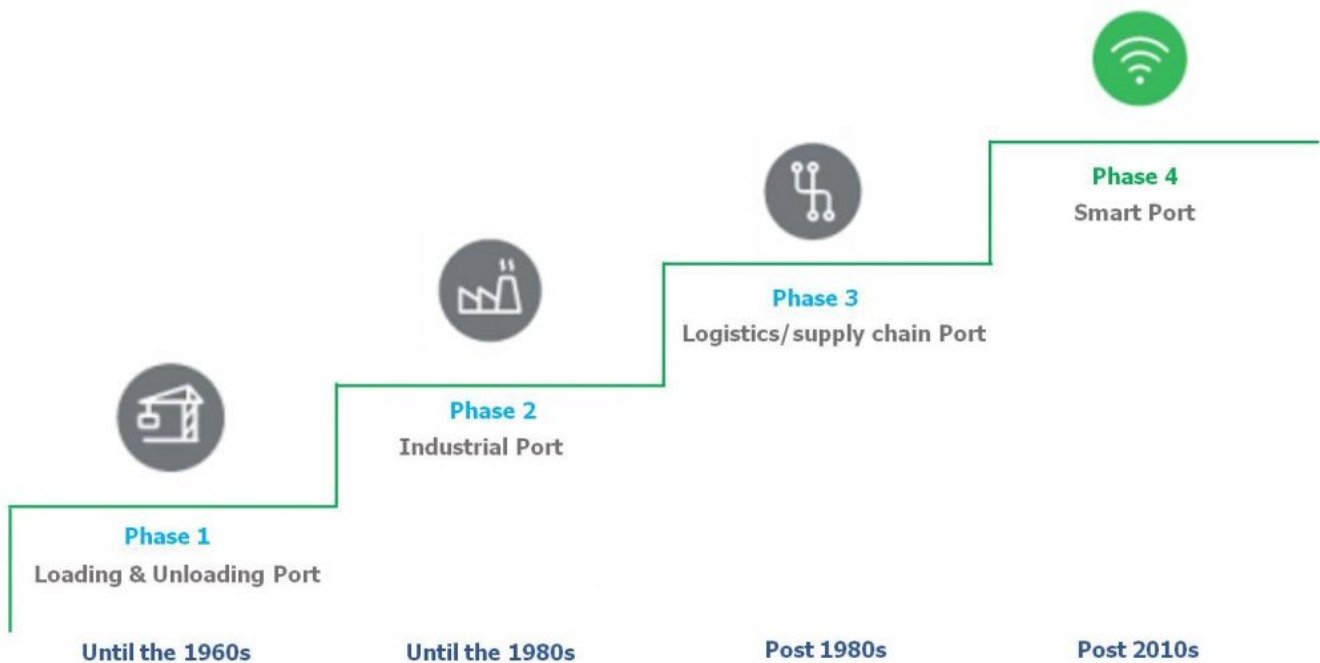 Phase 4
Smart Port
Phase 3
Logistics/supply chain Port
Phase 2
Industrial Port
Phase 1
Loading & Unloading Port
Until the 1960s
Until the 1980s
Post 1980s
Post 2010s